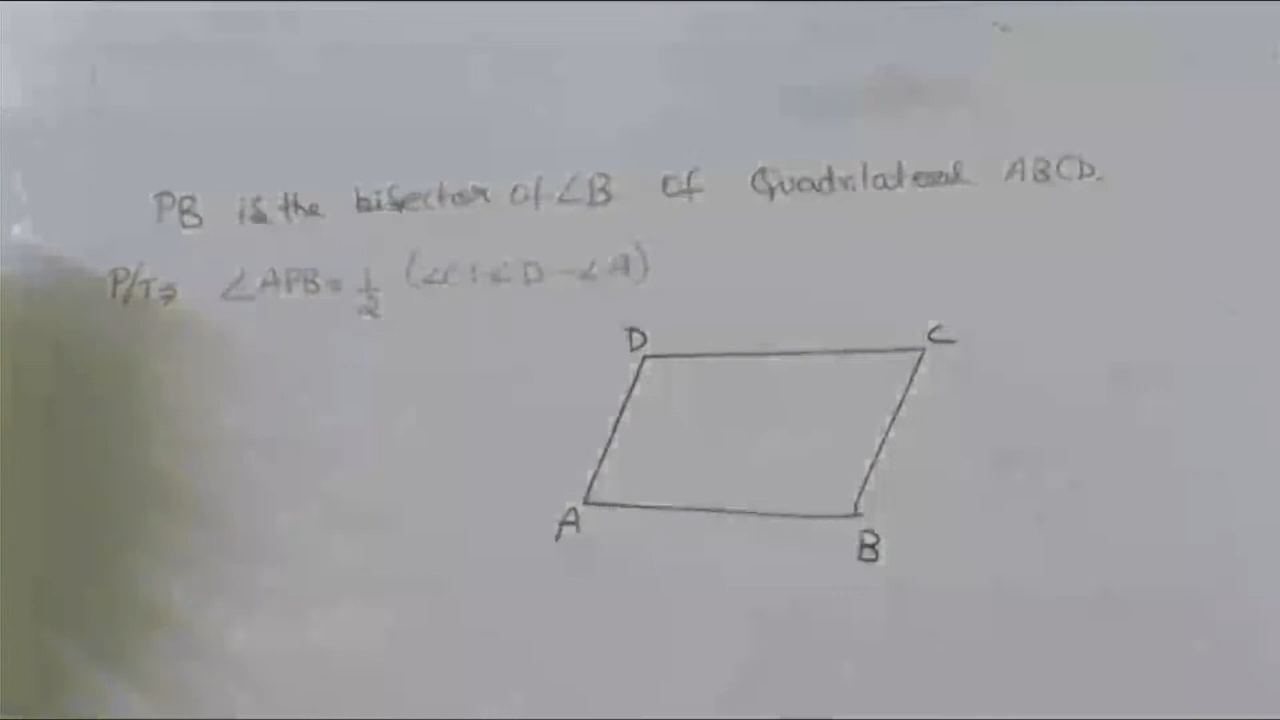 PB is the bisector of ∠B of Quadrilateral ABCD.
P/T⇒ ∠APB = 1/2 (∠C + ∠D - ∠A)
D C
A B